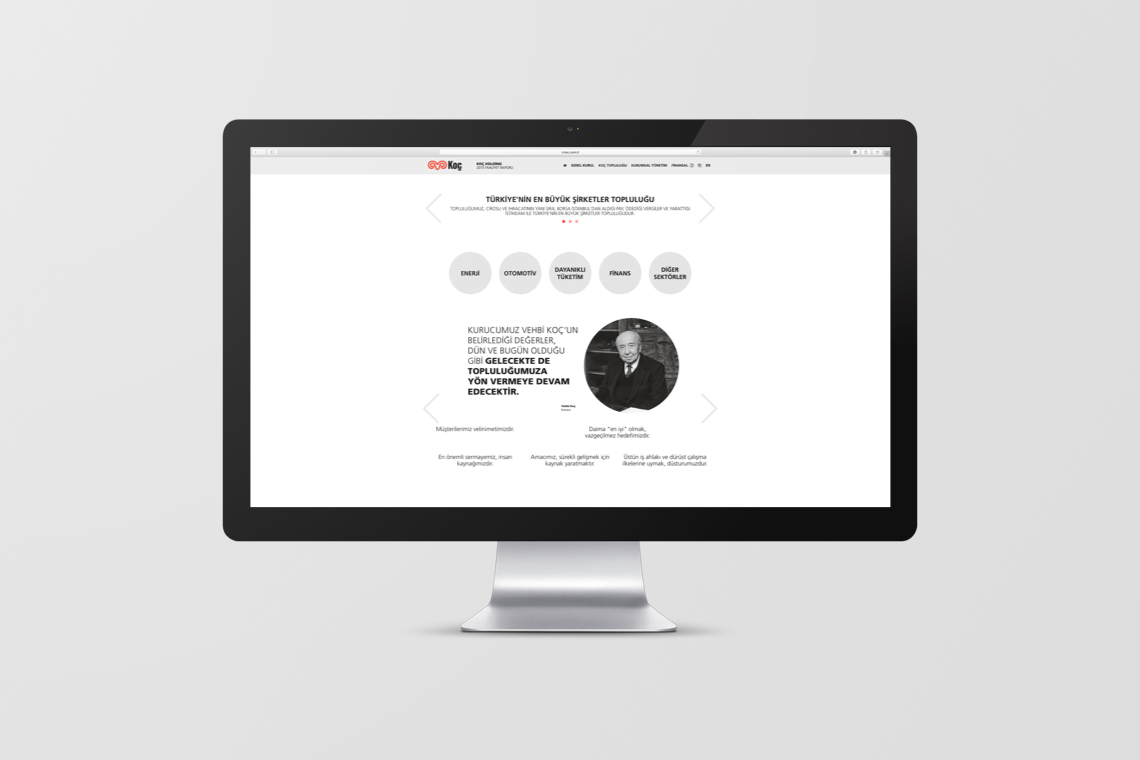 Koç
KOÇ HOLDİNG
2015 FAALİYET RAPORU
GENEL KURUL KOÇ TOPLULUĞU KURUMSAL YÖNETİM FİNANSAL EN
TÜRKİYE'NİN EN BÜYÜK ŞİRKETLER TOPLULUĞU
TOPLULUĞUMUZ, CİROSU VE İHRACATININ YANI SIRA, BORSA İSTANBUL'DAN ALDIĞI PAY, ÖDEDİĞİ VERGİLER VE YARATTIĞI
İSTİHDAM İLE TÜRKİYE'NİN EN BÜYÜK ŞİRKETLER TOPLULUĞUDUR.
ENERJİ
OTOMOTİV
DAYANIKLI
TÜKETİM
FİNANS
DİĞER
SEKTÖRLER
KURUCUMUZ VEHBİ KOÇ'UN
BELİRLEDİĞİ DEĞERLER,
DÜN VE BUGÜN OLDUĞU
GİBİ GELECEKTE DE
TOPLULUĞUMUZA
YÖN VERMEYE DEVAM
EDECEKTİR.
Vehbi Koç
Müşterilerimiz velinimetimizdir.
Daima "en iyi" olmak,
vazgeçilmez hedefimizdir.
En önemli sermayemiz, insan
kaynağımızdır.
Amacımız, sürekli gelişmek için
kaynak yaratmaktır.
Üstün iş ahlakı ve dürüst çalışma
ilkelerine uymak, düsturumuzdur.